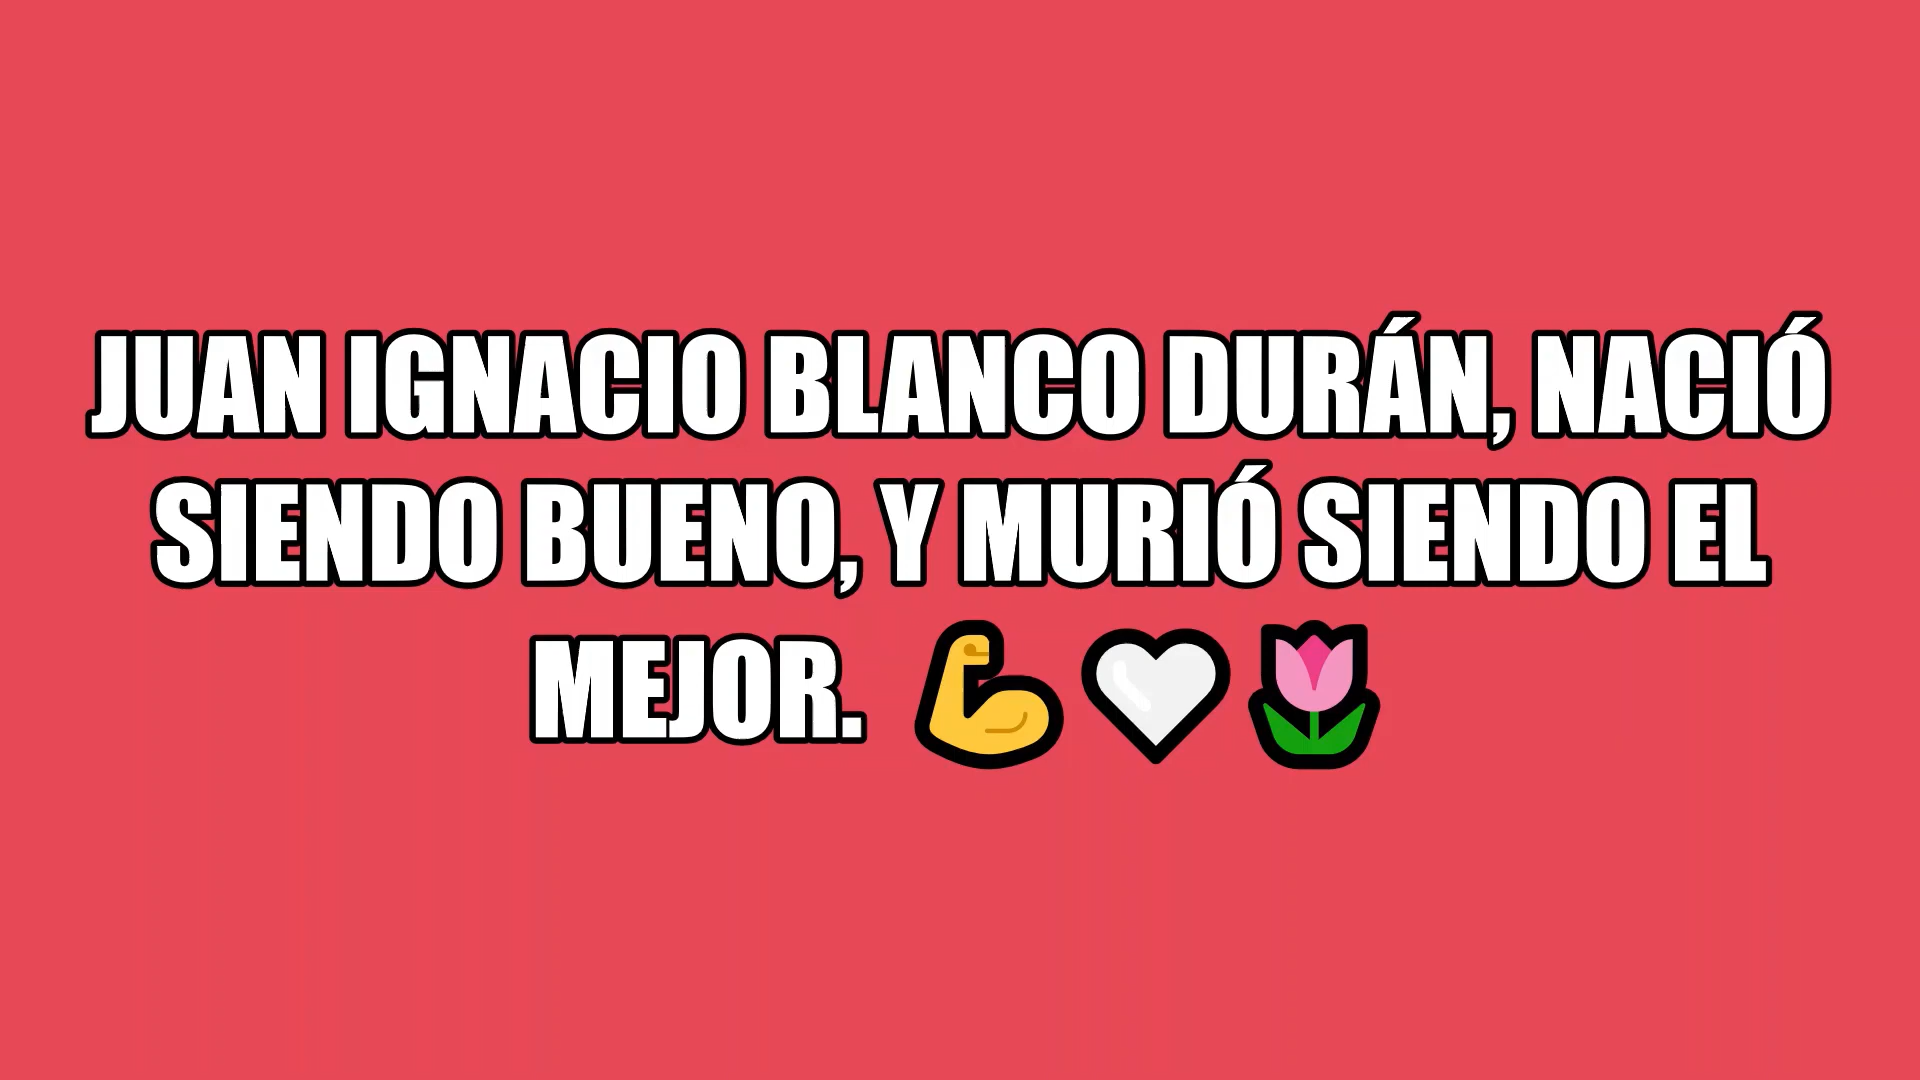 JUAN IGNACIO BLANCO DURÁN, NACIÓ
SIENDO BUENO, Y MURIÓ SIENDO EL
MEJOR. 💪🤍🌷